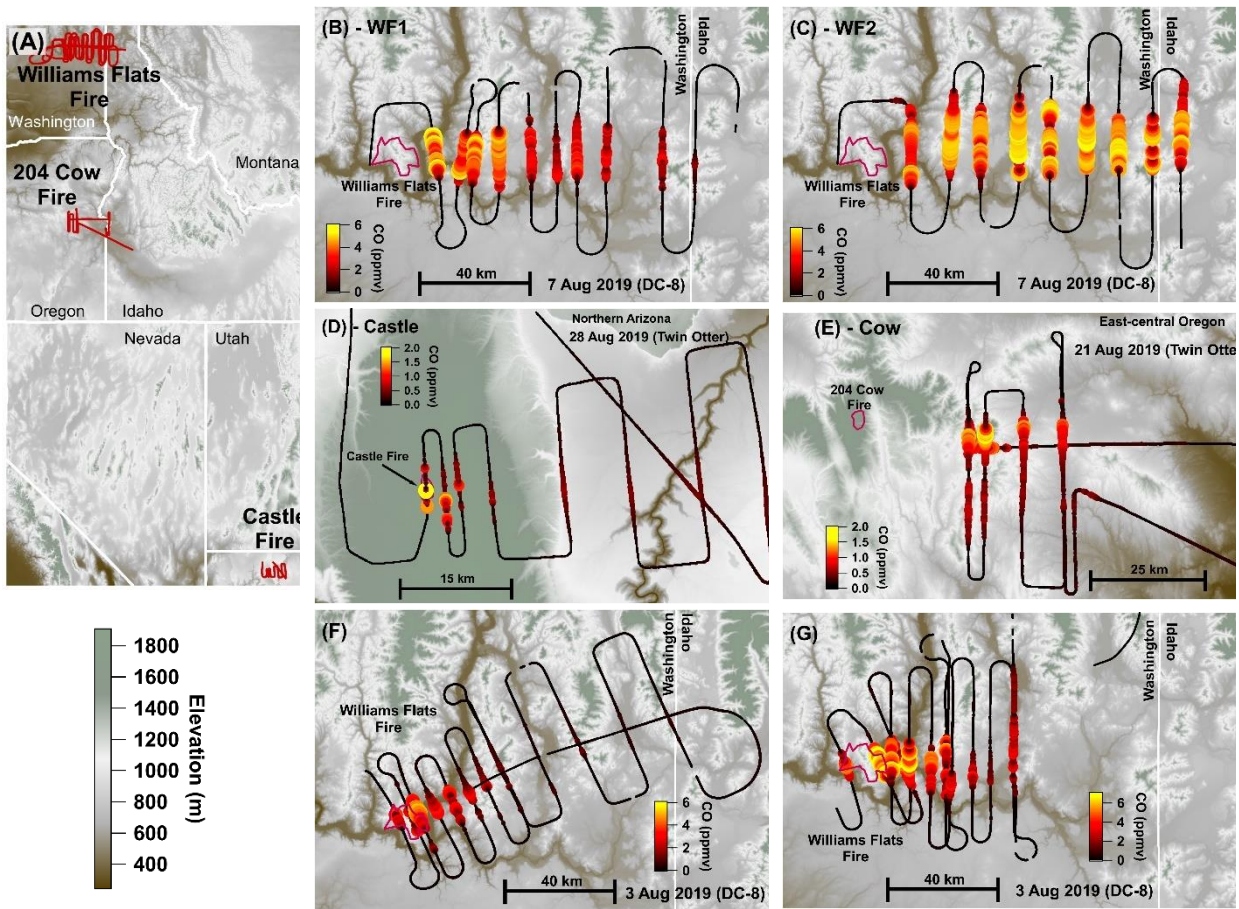 (A)
Williams Flats
Fire
Washington
204 Cow
Fire
Montana
Oregon
Idaho
Nevada
Utah
Castle
Fire
1800
1600
1400
1200
1000
800
600
400
Elevation (m)
(B) - WF1
Washington
Idaho
Williams Flats
Fire
6
4
2
0
CO (ppmv)
40 km
7 Aug 2019 (DC-8)
(C) - WF2
Washington
Idaho
Williams Flats
Fire
6
4
2
0
CO (ppmv)
40 km
7 Aug 2019 (DC-8)
(D) - Castle
Northern Arizona
28 Aug 2019 (Twin Otter)
2.0
1.5
1.0
0.5
0.0
CO (ppmv)
Castle Fire
15 km
(E) - Cow
East-central Oregon
21 Aug 2019 (Twin Otte
204 Cow
Fire
2.0
1.5
1.0
0.5
0.0
CO (ppmv)
25 km
(F)
Washington
Idaho
Williams Flats
Fire
6
4
2
0
CO (ppmv)
40 km
3 Aug 2019 (DC-8)
(G)
Washington
Idaho
Williams Flats
Fire
6
4
2
0
CO (ppmv)
40 km
3 Aug 2019 (DC-8)